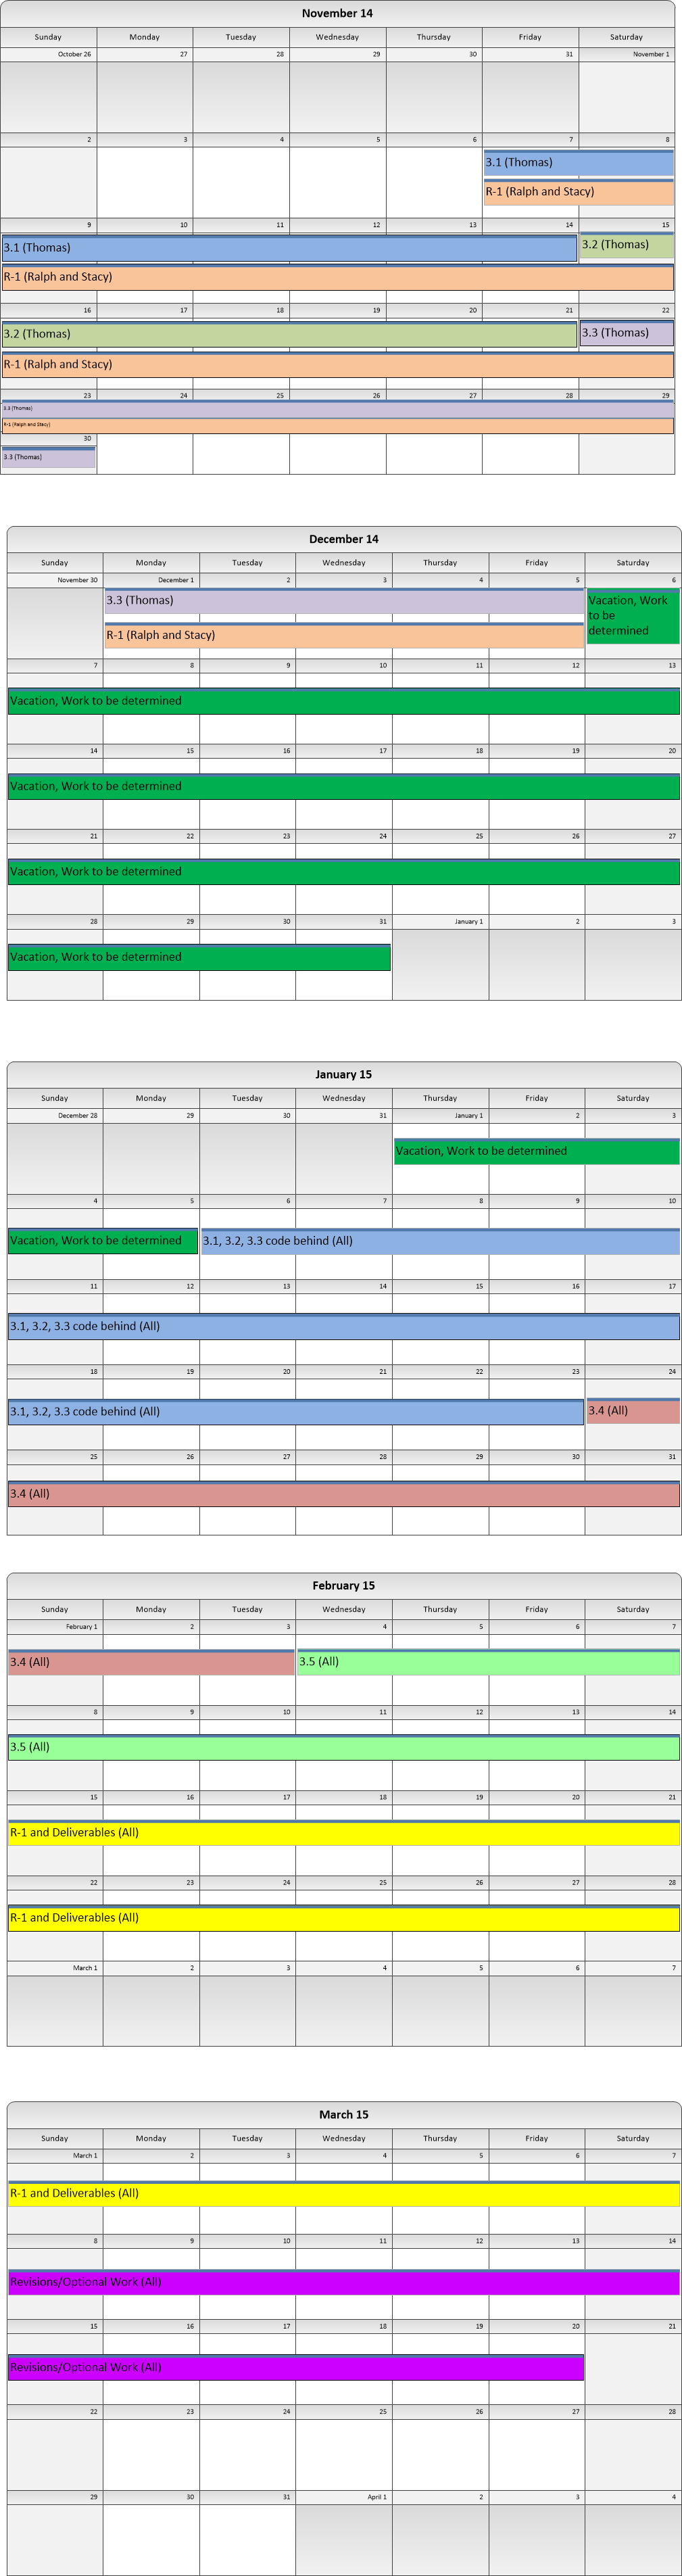 November 14
Sunday Monday Tuesday Wednesday Thursday Friday Saturday
October 26 27 28 29 30 31 November 1
2 3 4 5 6 7 8
3.1 (Thomas)
R-1 (Ralph and Stacy)
9 10 11 12 13 14 15
3.1 (Thomas) 3.2 (Thomas)
R-1 (Ralph and Stacy)
16 17 18 19 20 21 22
3.2 (Thomas) 3.3 (Thomas)
R-1 (Ralph and Stacy)
23 24 25 26 27 28 29
3.3 (Thomas)
R-1 (Ralph and Stacy)
30
3.3 (Thomas)
December 14
Sunday Monday Tuesday Wednesday Thursday Friday Saturday
November 30 December 1 2 3 4 5 6
3.3 (Thomas) Vacation, Work
to be
determined
R-1 (Ralph and Stacy)
7 8 9 10 11 12 13
Vacation, Work to be determined
14 15 16 17 18 19 20
Vacation, Work to be determined
21 22 23 24 25 26 27
Vacation, Work to be determined
28 29 30 31 January 1 2 3
Vacation, Work to be determined
January 15
Sunday Monday Tuesday Wednesday Thursday Friday Saturday
December 28 29 30 31 January 1 2 3
Vacation, Work to be determined
4 5 6 7 8 9 10
Vacation, Work to be determined 3.1, 3.2, 3.3 code behind (All)
11 12 13 14 15 16 17
3.1, 3.2, 3.3 code behind (All)
18 19 20 21 22 23 24
3.1, 3.2, 3.3 code behind (All) 3.4 (All)
25 26 27 28 29 30 31
3.4 (All)
February 15
Sunday Monday Tuesday Wednesday Thursday Friday Saturday
February 1 2 3 4 5 6 7
3.4 (All) 3.5 (All)
8 9 10 11 12 13 14
3.5 (All)
15 16 17 18 19 20 21
R-1 and Deliverables (All)
22 23 24 25 26 27 28
R-1 and Deliverables (All)
March 1 2 3 4 5 6 7
March 15
Sunday Monday Tuesday Wednesday Thursday Friday Saturday
March 1 2 3 4 5 6 7
R-1 and Deliverables (All)
8 9 10 11 12 13 14
Revisions/Optional Work (All)
15 16 17 18 19 20 21
Revisions/Optional Work (All)
22 23 24 25 26 27 28
29 30 31 April 1 2 3 4